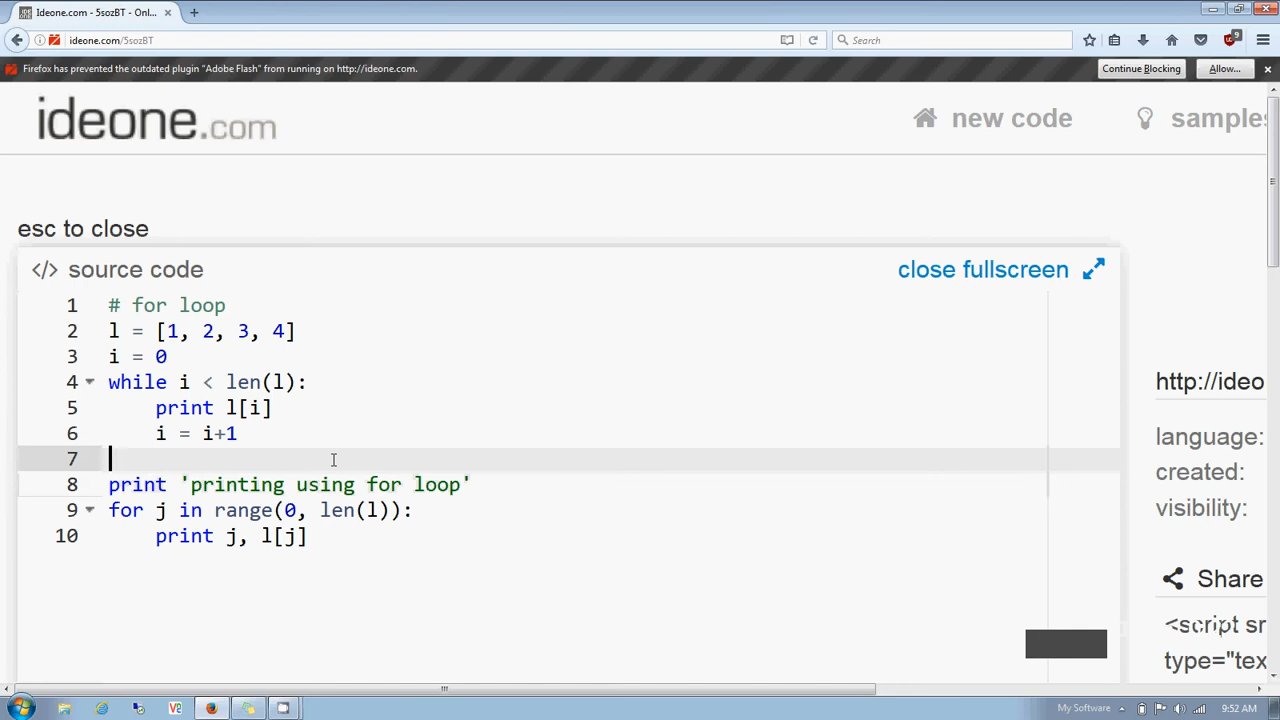 Ideone.com - 5sozBT - Onl...
ideone.com/5sozBT
Search
9
Firefox has prevented the outdated plugin "Adobe Flash" from running on http://ideone.com.
Continue Blocking
Allow...
ideone.com
new code
samples
esc to close
</> source code
close fullscreen
1 # for loop
2 l = [1, 2, 3, 4]
3 i = 0
4 while i < len(l):
5 print l[i]
6 i = i+1
7
8 print 'printing using for loop'
9 for j in range(0, len(l)):
10 print j, l[j]
http://ideo
language:
created:
visibility:
Share
<script sr
type="tex
My Software
9:52 AM